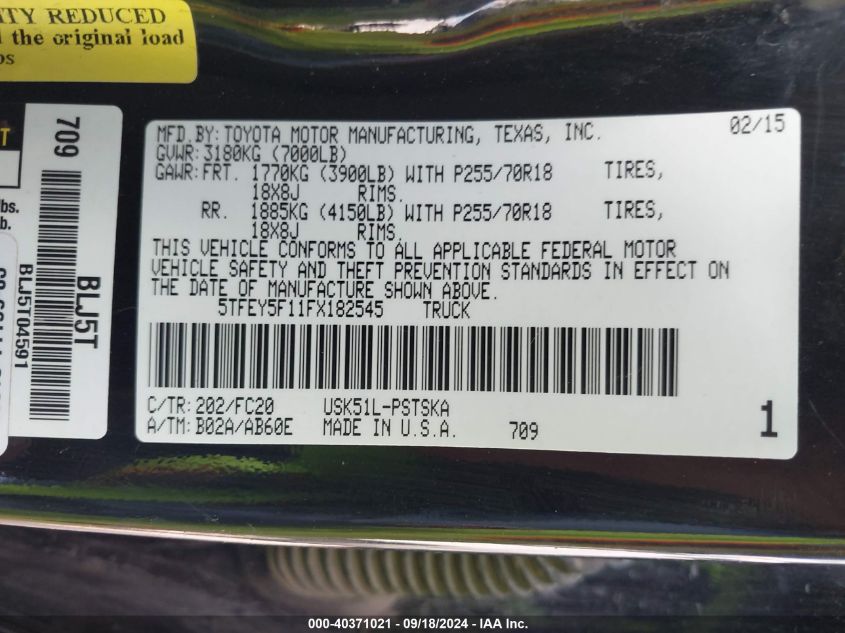 TY REDUCED
the original load
709
BLJ5T
BLJ5T04591
lbs.
b.
MFD.BY: TOYOTA MOTOR MANUFACTURING, TEXAS, INC. 02/15
GVWR: 3180KG (7000LB)
GAWR: FRT. 1770KG (3900LB) WITH P255/70R18 TIRES,
18X8J RIMS.
RR. 1885KG (4150LB) WITH P255/70R18 TIRES,
18X8J RIMS.
THIS VEHICLE CONFORMS TO ALL APPLICABLE FEDERAL MOTOR
VEHICLE SAFETY AND THEFT PREVENTION STANDARDS IN EFFECT ON
THE DATE OF MANUFACTURE SHOWN ABOVE.
5TFEY5F11FX182545 TRUCK
C/TR: 202/FC20 USK51L-PSTSKA
A/TM: B02A/AB60E MADE IN U.S.A. 709 1
000-40371021 - 09/18/2024 - IAA Inc.